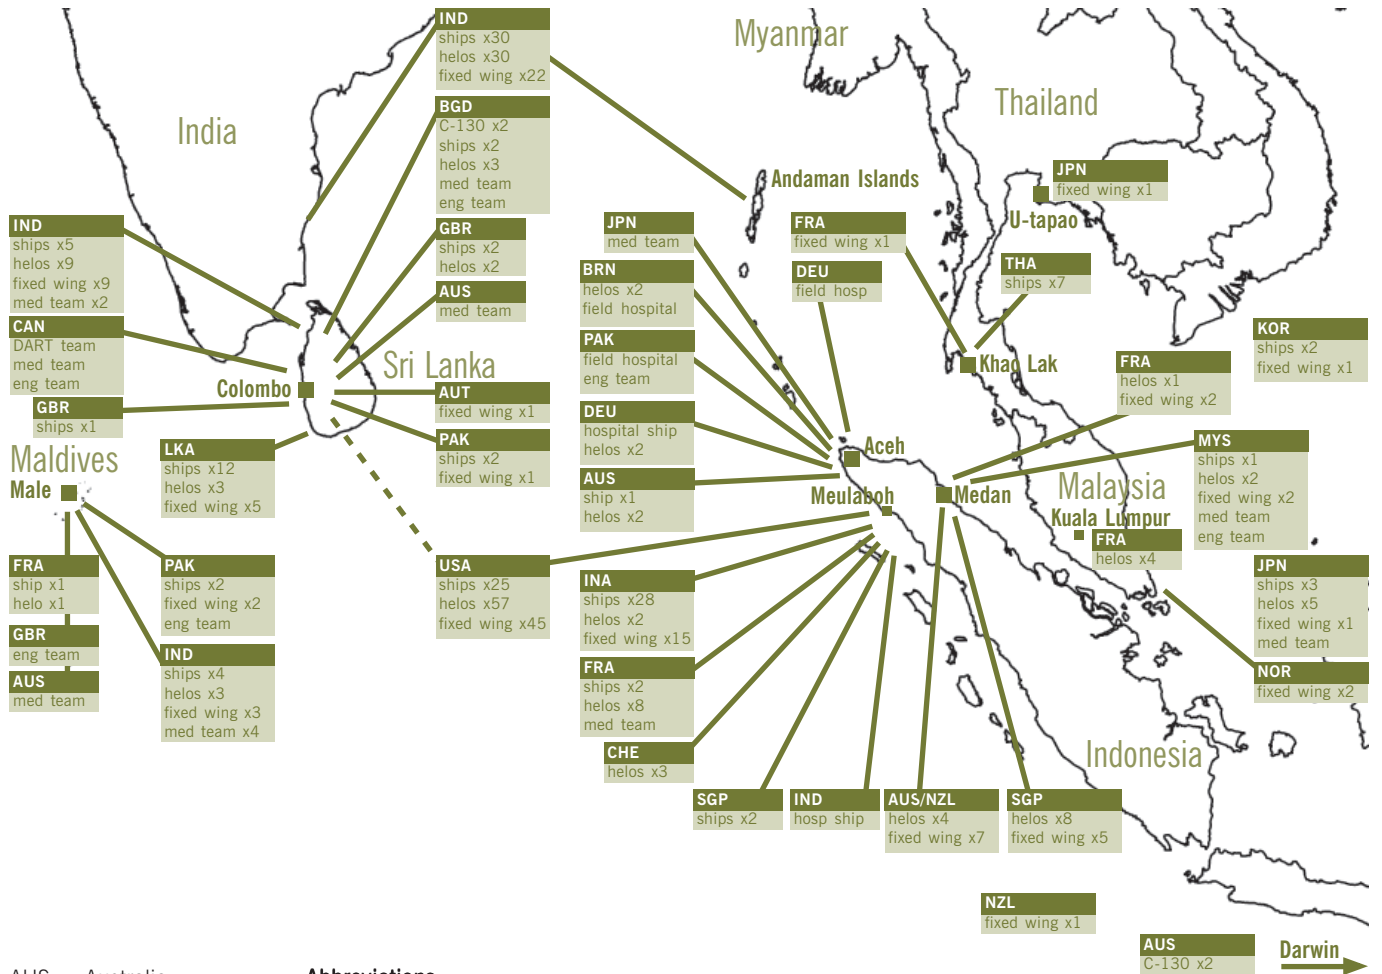 IND
ships x30
helos x30
fixed wing x22
Myanmar
BGD
C-130 x2
ships x2
helos x3
med team
eng team
India
Thailand
JPN
fixed wing x1
U-tapao
Andaman Islands
IND
ships x5
helos x9
fixed wing x9
med team x2
GBR
ships x2
helos x2
JPN
med team
FRA
fixed wing x1
BRN
helos x2
field hospital
DEU
field hosp
THA
ships x7
AUS
med team
CAN
DART team
med team
eng team
PAK
field hospital
eng team
KOR
ships x2
fixed wing x1
Sri Lanka
Colombo
Khao Lak
FRA
helos x1
fixed wing x2
AUT
fixed wing x1
GBR
ships x1
DEU
hospital ship
helos x2
PAK
ships x2
fixed wing x1
MYS
ships x1
helos x2
fixed wing x2
med team
eng team
LKA
ships x12
helos x3
fixed wing x5
Maldives
Male
Aceh
AUS
ship x1
helos x2
Meulaboh
Medan
Malaysia
Kuala Lumpur
FRA
helos x4
FRA
ship x1
helo x1
PAK
ships x2
fixed wing x2
eng team
USA
ships x25
helos x57
fixed wing x45
INA
ships x28
helos x2
fixed wing x15
JPN
ships x3
helos x5
fixed wing x1
med team
GBR
eng team
IND
ships x4
helos x3
fixed wing x3
med team x4
AUS
med team
FRA
ships x2
helos x8
med team
NOR
fixed wing x2
CHE
helos x3
Indonesia
SGP
ships x2
IND
hosp ship
AUS/NZL
helos x4
fixed wing x7
SGP
helos x8
fixed wing x5
NZL
fixed wing x1
AUS
C-130 x2
Darwin
AUS Australia
Abbreviations